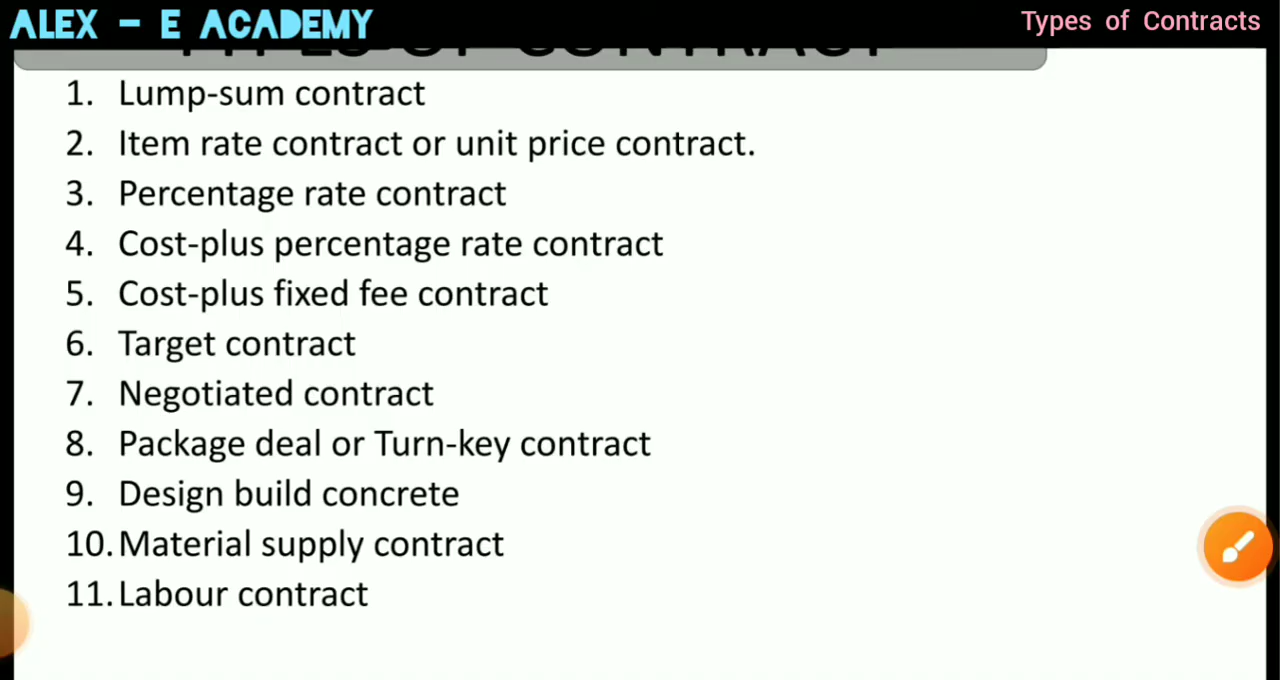 ALEX - E ACADEMY
Types of Contracts
TYPES OF CONTRACT
1. Lump-sum contract
2. Item rate contract or unit price contract.
3. Percentage rate contract
4. Cost-plus percentage rate contract
5. Cost-plus fixed fee contract
6. Target contract
7. Negotiated contract
8. Package deal or Turn-key contract
9. Design build concrete
10. Material supply contract
11. Labour contract